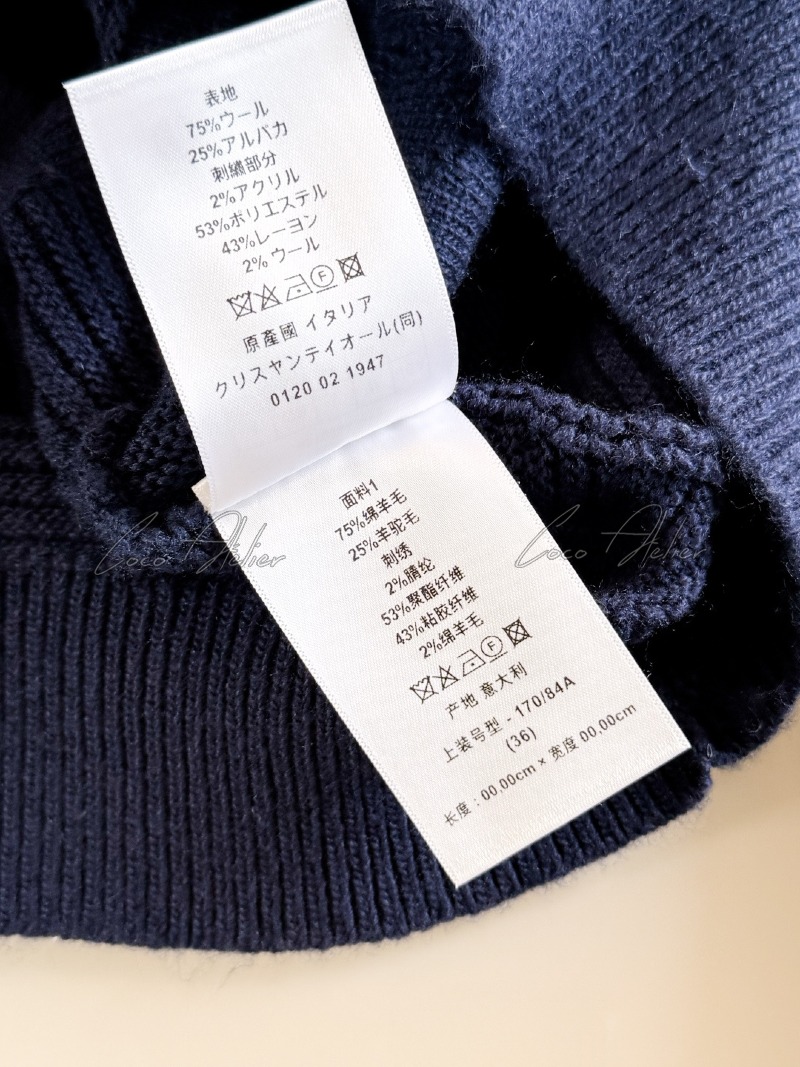 表地
75%ウール
25%アルパカ
刺繍部分
2%アクリル
53%ポリエステル
43%レーヨン
2%ウール
F
原産國 イタリア
クリスヤンディオール(同)
0120 02 1947
面料1
75%绵羊毛
25%羊驼毛
刺绣
2%腈纶
53%聚酯纤维
43%粘胶纤维
2%绵羊毛
F
产地 意大利
上装号型 - 170/84A
(36)
长度 : 00,00cm × 宽度 00,00cm
Coco Atelier
Coco Atelier